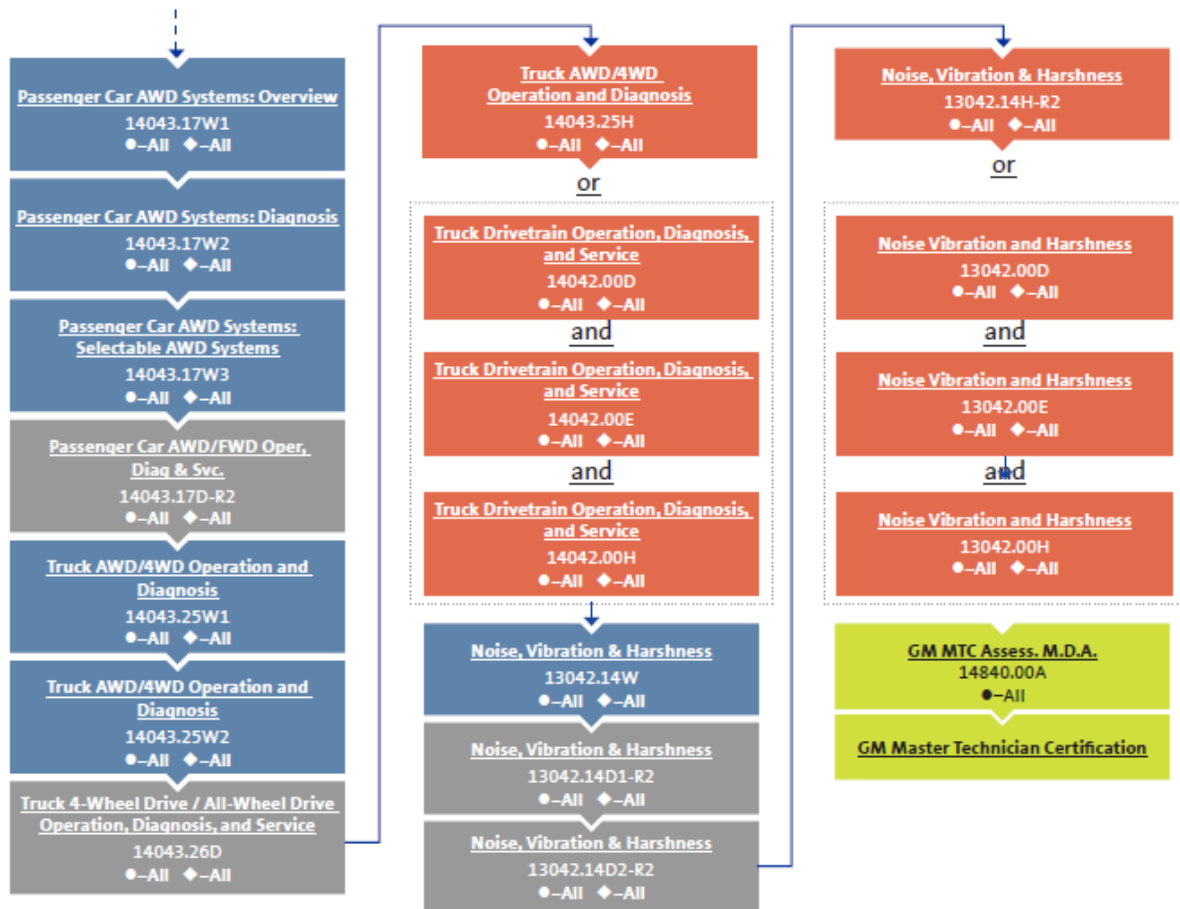 Passenger Car AWD Systems: Overview
14043.17W1
●–All ◆–All
Passenger Car AWD Systems: Diagnosis
14043.17W2
●–All ◆–All
Passenger Car AWD Systems:
Selectable AWD Systems
14043.17W3
●–All ◆–All
Passenger Car AWD/FWD Oper,
Diag & Svc.
14043.17D-R2
●–All ◆–All
Truck AWD/4WD Operation and
Diagnosis
14043.25W1
●–All ◆–All
Truck AWD/4WD Operation and
Diagnosis
14043.25W2
●–All ◆–All
Truck 4-Wheel Drive / All-Wheel Drive
Operation, Diagnosis, and Service
14043.26D
●–All ◆–All
Truck AWD/4WD
Operation and Diagnosis
14043.25H
●–All ◆–All
or
Truck Drivetrain Operation, Diagnosis,
and Service
14042.00D
●–All ◆–All
and
Truck Drivetrain Operation, Diagnosis,
and Service
14042.00E
●–All ◆–All
and
Truck Drivetrain Operation, Diagnosis,
and Service
14042.00H
●–All ◆–All
Noise, Vibration & Harshness
13042.14W
●–All ◆–All
Noise, Vibration & Harshness
13042.14D1-R2
●–All ◆–All
Noise, Vibration & Harshness
13042.14D2-R2
●–All ◆–All
Noise, Vibration & Harshness
13042.14H-R2
●–All ◆–All
or
Noise Vibration and Harshness
13042.00D
●–All ◆–All
and
Noise Vibration and Harshness
13042.00E
●–All ◆–All
and
Noise Vibration and Harshness
13042.00H
●–All ◆–All
GM MTC Assess. M.D.A.
14840.00A
●–All
GM Master Technician Certification